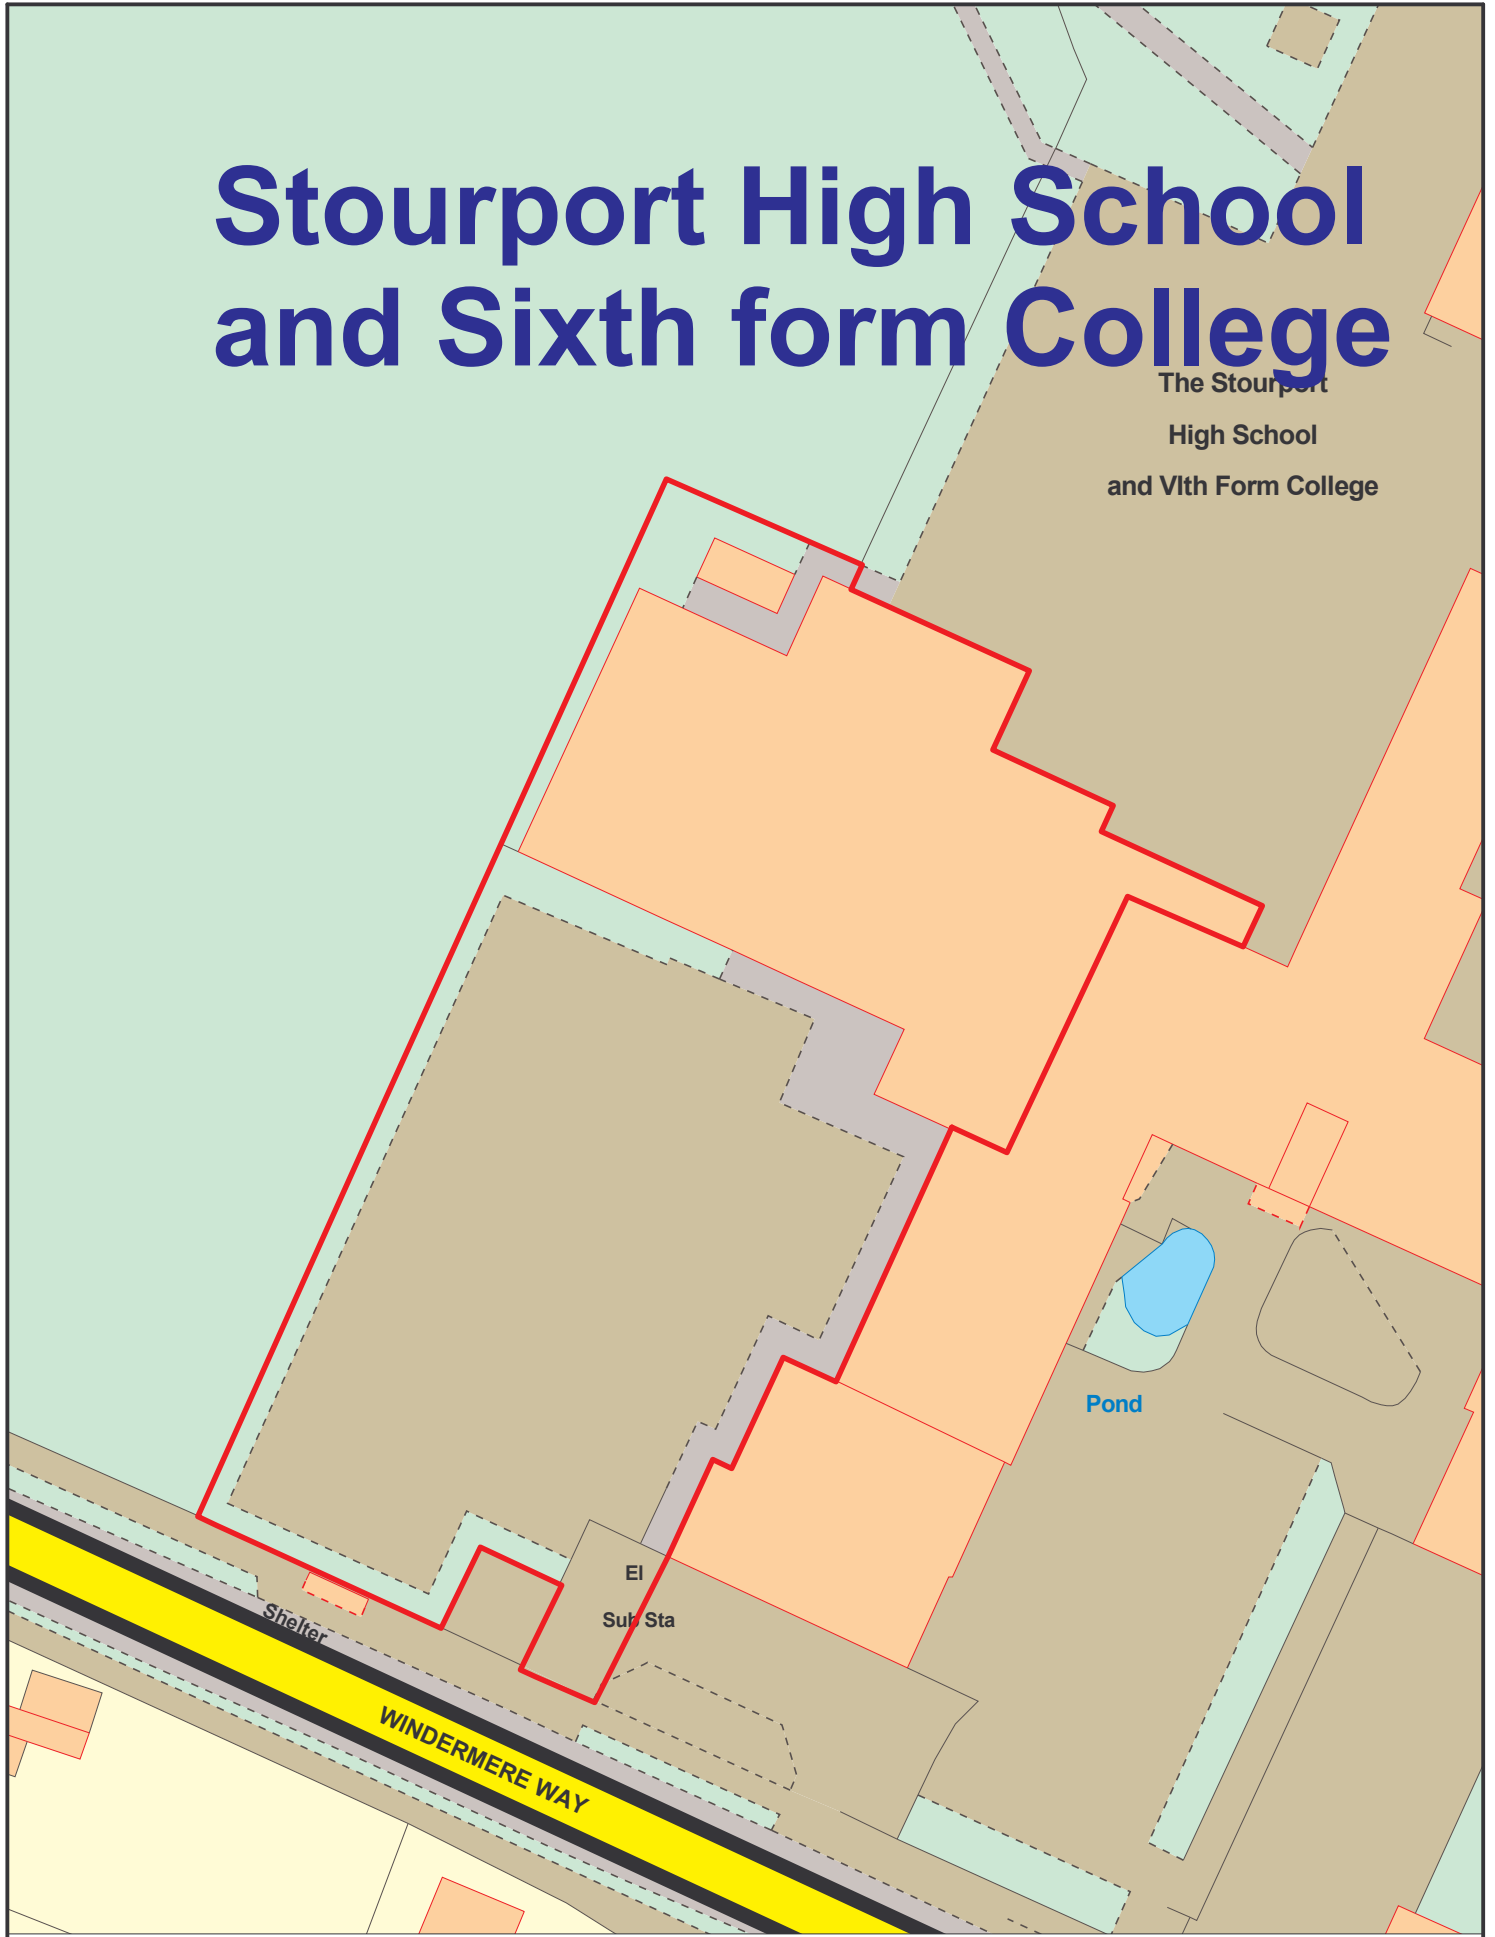 Stourport High School
and Sixth form College
The Stourport
High School
and VIth Form College
Pond
El
Sub Sta
Shelter
WINDERMERE WAY